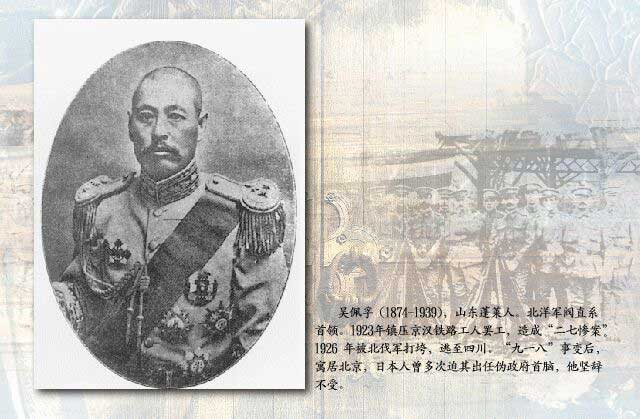 吴佩孚（1874-1939），山东蓬莱人。北洋军阀直系
首领。1923年镇压京汉铁路工人罢工，造成“二七惨案”。
1926 年被北伐军打垮，逃至四川。“九一八”事变后，
寓居北京，日本人曾多次迫其出任伪政府首脑，他坚辞
不受。